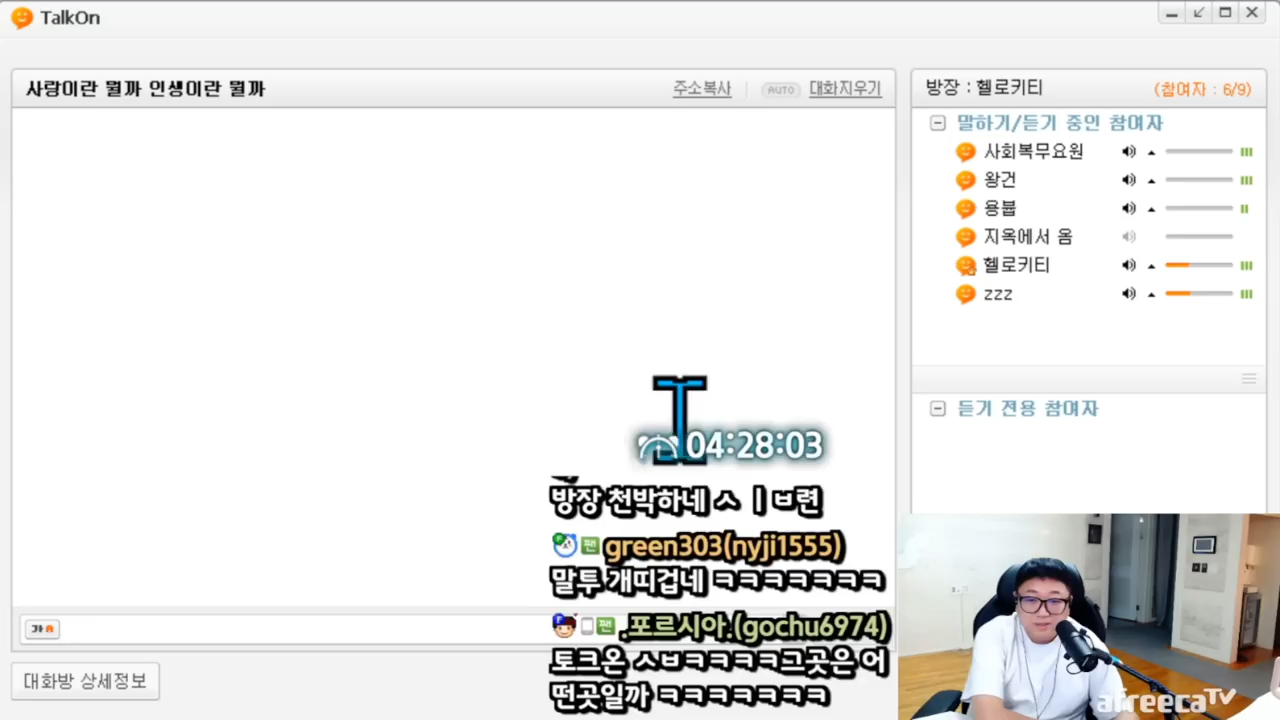 TalkOn
사랑이란 뭘까 인생이란 뭘까
주소복사
AUTO
대화지우기
방장 : 헬로키티
(참여자 : 6/9)
말하기/듣기 중인 참여자
사회복무요원
왕건
용붑
지옥에서 옴
헬로키티
zzz
듣기 전용 참여자
04:28:03
방장 천박하네 ㅅ ㅣㅂ련
팬 green303(nyji1555)
말투 개띠겁네 ㅋㅋㅋㅋㅋㅋㅋ
팬 .포르시아.(gochu6974)
토크온 ㅅㅂㅋㅋㅋㅋ그곳은 어
떤곳일까 ㅋㅋㅋㅋㅋㅋㅋ
가
대화방 상세정보
afreecaTV